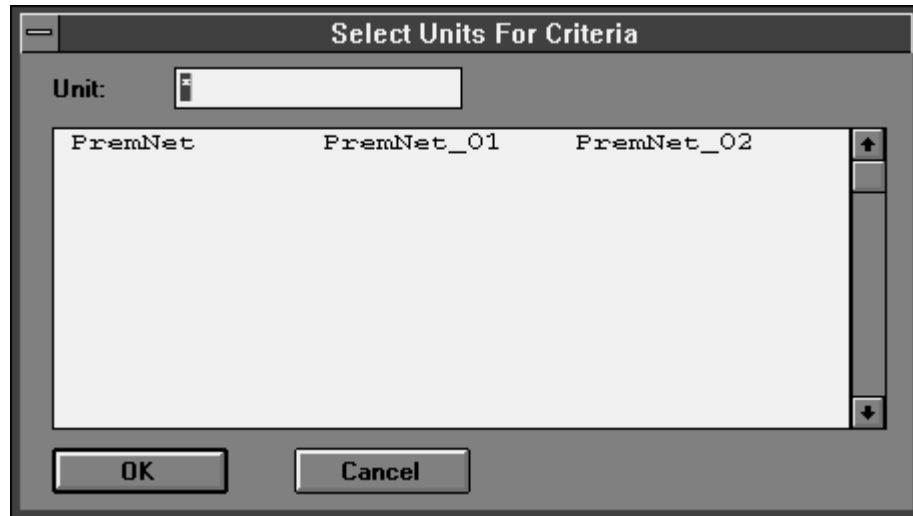 Select Units For Criteria
Unit: *
PremNet PremNet_01 PremNet_02
OK Cancel